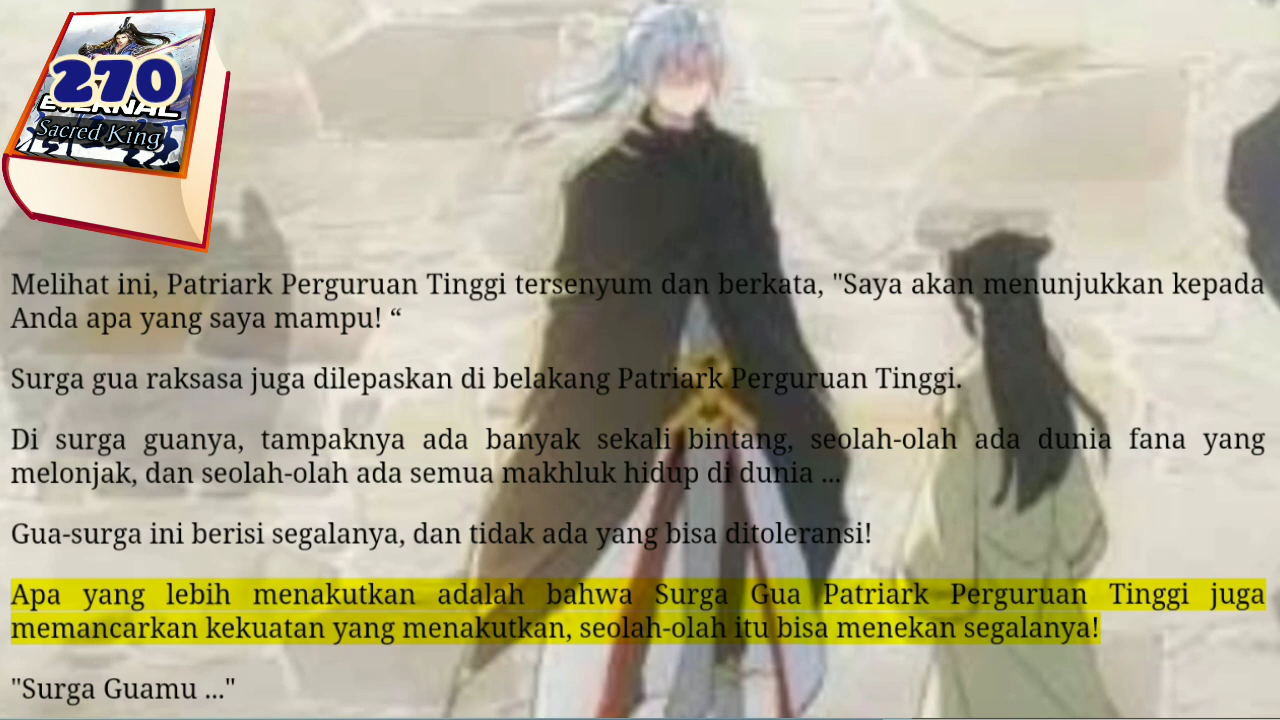 270
ETERNAL
Sacred King
Melihat ini, Patriark Perguruan Tinggi tersenyum dan berkata, "Saya akan menunjukkan kepada
Anda apa yang saya mampu! “
Surga gua raksasa juga dilepaskan di belakang Patriark Perguruan Tinggi.
Di surga guanya, tampaknya ada banyak sekali bintang, seolah-olah ada dunia fana yang
melonjak, dan seolah-olah ada semua makhluk hidup di dunia ...
Gua-surga ini berisi segalanya, dan tidak ada yang bisa ditoleransi!
Apa yang lebih menakutkan adalah bahwa Surga Gua Patriark Perguruan Tinggi juga
memancarkan kekuatan yang menakutkan, seolah-olah itu bisa menekan segalanya!
"Surga Guamu ..."